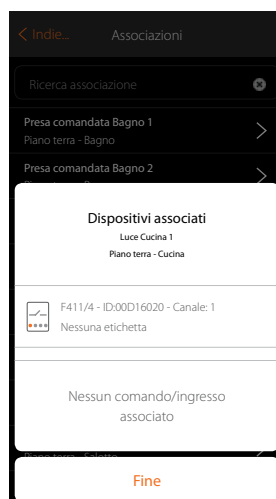 Indie...
Associazioni
Ricerca associazione
Presa comandata Bagno 1
Piano terra - Bagno
Presa comandata Bagno 2
Dispositivi associati
Luce Cucina 1
Piano terra - Cucina
F411/4 - ID:00D16020 - Canale: 1
Nessuna etichetta
Nessun comando/ingresso
associato
Piano terra - Salotto
Fine